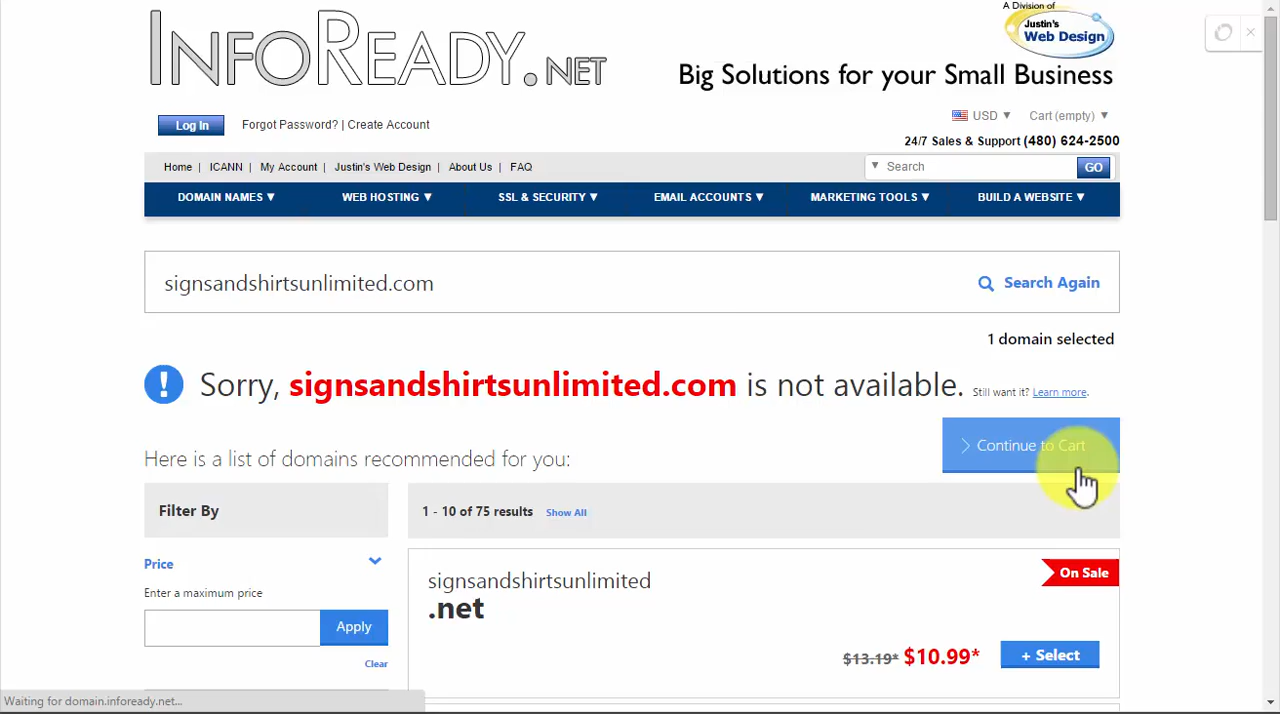 INFOREADY.NET
A Division of
Justin's
Web Design
Big Solutions for your Small Business
Log In
Forgot Password? | Create Account
USD ▼
Cart (empty) ▼
24/7 Sales & Support (480) 624-2500
Home | ICANN | My Account | Justin's Web Design | About Us | FAQ
▼ Search
GO
DOMAIN NAMES ▼
WEB HOSTING ▼
SSL & SECURITY ▼
EMAIL ACCOUNTS ▼
MARKETING TOOLS ▼
BUILD A WEBSITE ▼
signsandshirtsunlimited.com
Search Again
1 domain selected
Sorry, signsandshirtsunlimited.com is not available. Still want it? Learn more.
Continue to Cart
Here is a list of domains recommended for you:
Filter By
1 - 10 of 75 results Show All
Price
Enter a maximum price
Apply
Clear
On Sale
signsandshirtsunlimited
.net
$13.19* $10.99*
+ Select
Waiting for domain.infoready.net...